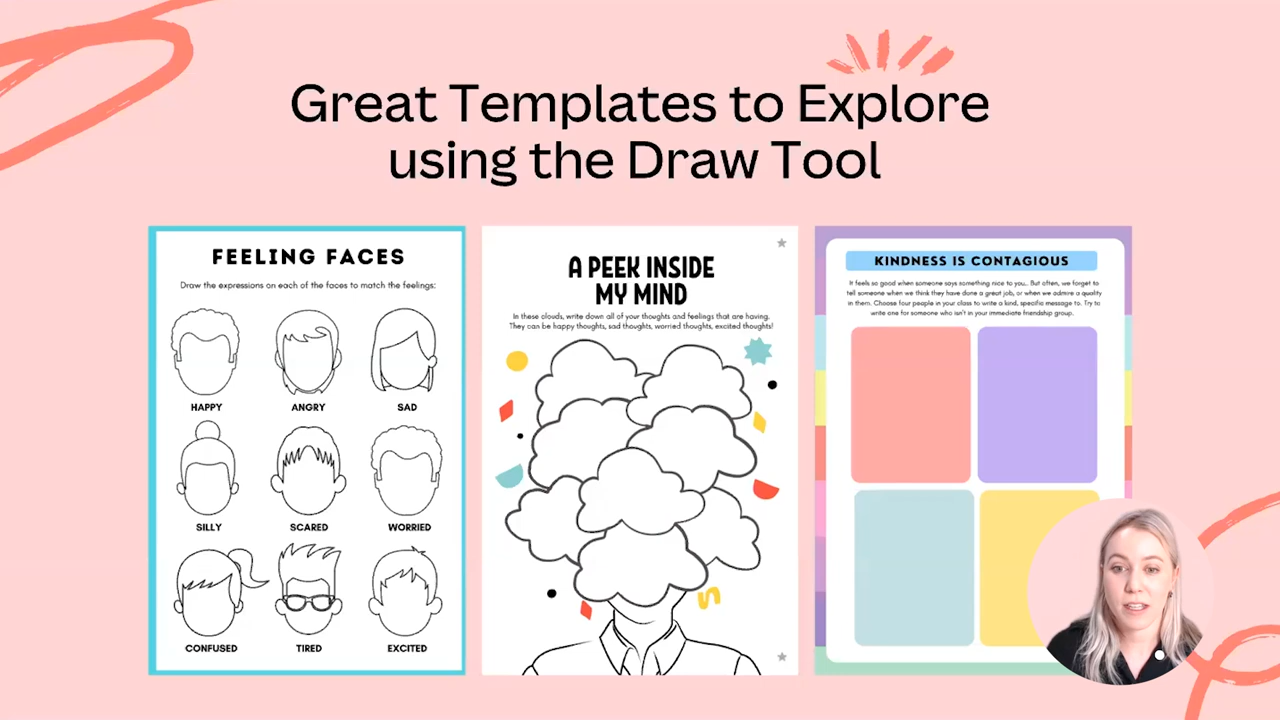 Great Templates to Explore
using the Draw Tool
FEELING FACES
Draw the expressions on each of the faces to match the feelings:
HAPPY ANGRY SAD
SILLY SCARED WORRIED
CONFUSED TIRED EXCITED
A PEEK INSIDE
MY MIND
In these clouds, write down all of your thoughts and feelings that are having.
They can be happy thoughts, sad thoughts, worried thoughts, excited thoughts!
KINDNESS IS CONTAGIOUS
It feels so good when someone says something nice to you.. But often, we forget to
tell someone when we think they have done a great job, or when we admire a quality
in them. Choose four people in your class to write a kind, specific message to. Try to
write one for someone who isn't in your immediate friendship group.